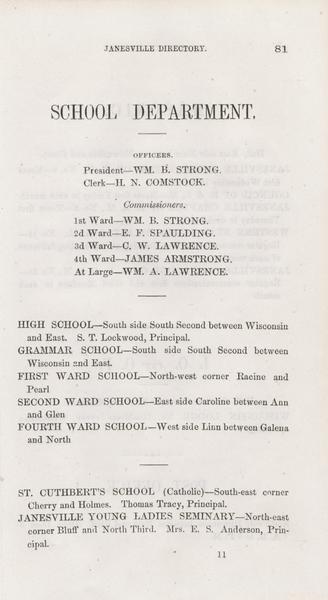 JANESVILLE DIRECTORY. 81
SCHOOL DEPARTMENT.
OFFICERS.
President—WM. B. STRONG.
Clerk—H. N. COMSTOCK.
Commissioners.
1st Ward—WM. B. STRONG.
2d Ward—E. F. SPAULDING.
3d Ward—C. W. LAWRENCE.
4th Ward—JAMES ARMSTRONG.
At Large—WM. A. LAWRENCE.
HIGH SCHOOL—South side South Second between Wisconsin
and East. S. T. Lockwood, Principal.
GRAMMAR SCHOOL—South side South Second between
Wisconsin and East.
FIRST WARD SCHOOL—North-west corner Racine and
Pearl
SECOND WARD SCHOOL—East side Caroline between Ann
and Glen
FOURTH WARD SCHOOL—West side Linn between Galena
and North
ST. CUTHBERT'S SCHOOL (Catholic)—South-east corner
Cherry and Holmes. Thomas Tracy, Principal.
JANESVILLE YOUNG LADIES SEMINARY—North-east
corner Bluff and North Third. Mrs. E. S. Anderson, Prin-
cipal.
11